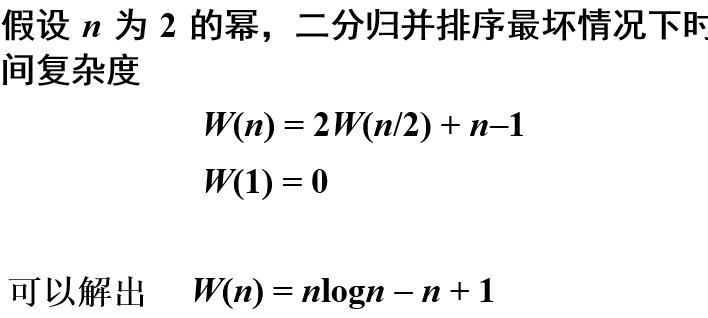 假设 n 为 2 的幂，二分归并排序最坏情况下时
间复杂度
W(n) = 2W(n/2) + n–1
W(1) = 0
可以解出 W(n) = nlogn – n + 1